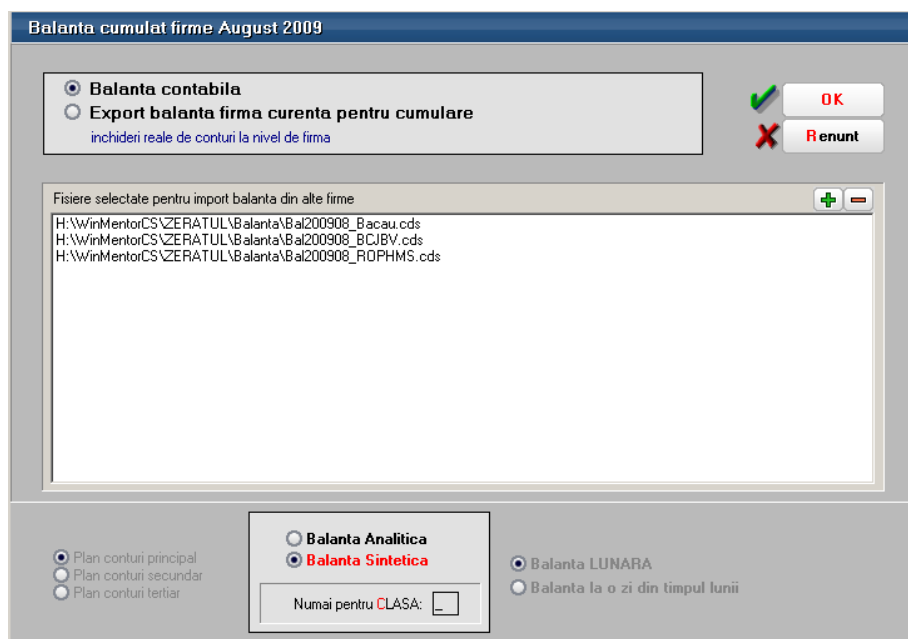 Balanta cumulat firme August 2009
Balanta contabila
Export balanta firma curenta pentru cumulare
inchideri reale de conturi la nivel de firma
OK
Renunt
Fisiere selectate pentru import balanta din alte firme
H:\WinMentorCS\ZERATUL\Balanta\Bal200908_Bacau.cds
H:\WinMentorCS\ZERATUL\Balanta\Bal200908_BCJBV.cds
H:\WinMentorCS\ZERATUL\Balanta\Bal200908_ROPHMS.cds
Plan conturi principal
Plan conturi secundar
Plan conturi tertiar
Balanta Analitica
Balanta Sintetica
Numai pentru CLASA: _
Balanta LUNARA
Balanta la o zi din timpul lunii